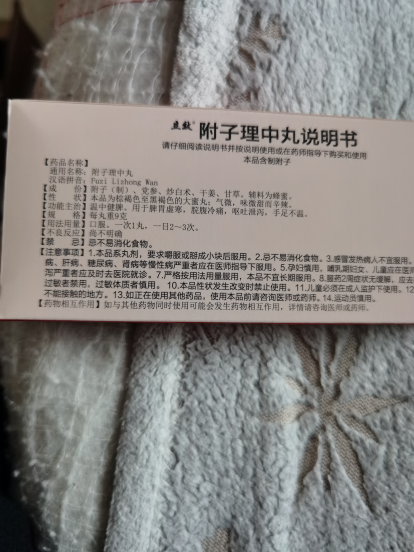 立效 附子理中丸说明书
请仔细阅读说明书并按说明使用或在药师指导下购买和使用
本品含制附子
【药品名称】
通用名称：附子理中丸
汉语拼音：Fuzi Lizhong Wan
【成 份】附子（制）、党参、炒白术、干姜、甘草。辅料为蜂蜜。
【性 状】本品为棕褐色至黑褐色的大蜜丸；气微，味微甜而辛辣。
【功能主治】温中健脾。用于脾胃虚寒，脘腹冷痛，呕吐泄泻，手足不温。
【规 格】每丸重9克
【用法用量】口服。一次1丸，一日2～3次。
【不良反应】尚不明确
【禁 忌】忌不易消化食物。
【注意事项】1.本品系丸剂，要求嚼服或掰成小块后服用。2.忌不易消化食物。3.感冒发热病人不宜服用。
病、肝病、糖尿病、肾病等慢性病严重者应在医师指导下服用。5.孕妇慎用，哺乳期妇女、儿童应在医
泻严重者应及时去医院就诊。7.严格按用法用量服用，本品不宜长期服用。8.服药2周症状无缓解，应去
过敏者禁用，过敏体质者慎用。10.本品性状发生改变时禁止使用。11.儿童必须在成人监护下使用。
不能接触的地方。13.如正在使用其他药品，使用本品前请咨询医师或药师。14.运动员慎用。
【药物相互作用】如与其他药物同时使用可能会发生药物相互作用，详情请咨询医师或药师。